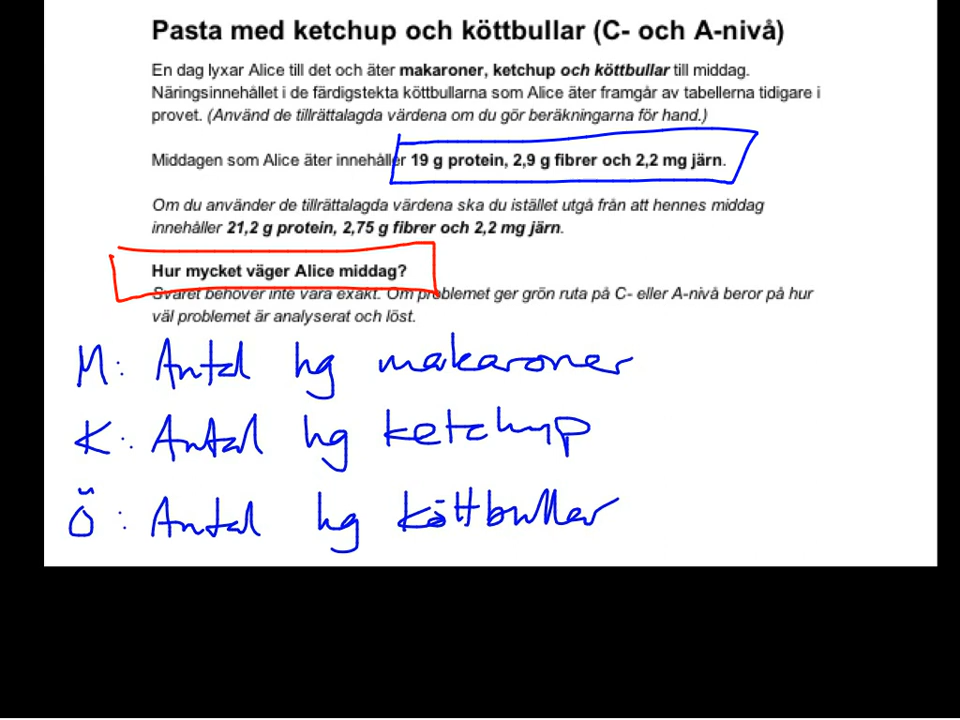 Pasta med ketchup och köttbullar (C- och A-nivå)
En dag lyxar Alice till det och äter makaroner, ketchup och köttbullar till middag.
Näringsinnehållet i de färdigstekta köttbullarna som Alice äter framgår av tabellerna tidigare i
provet. (Använd de tillrättalagda värdena om du gör beräkningarna för hand.)
Middagen som Alice äter innehåller 19 g protein, 2,9 g fibrer och 2,2 mg järn.
Om du använder de tillrättalagda värdena ska du istället utgå från att hennes middag
innehåller 21,2 g protein, 2,75 g fibrer och 2,2 mg järn.
Hur mycket väger Alice middag?
Svaret behöver inte vara exakt. Om problemet ger grön ruta på C- eller A-nivå beror på hur
väl problemet är analyserat och löst.
M: Antal hg makaroner
K: Antal hg ketchup
Ö: Antal hg köttbullar